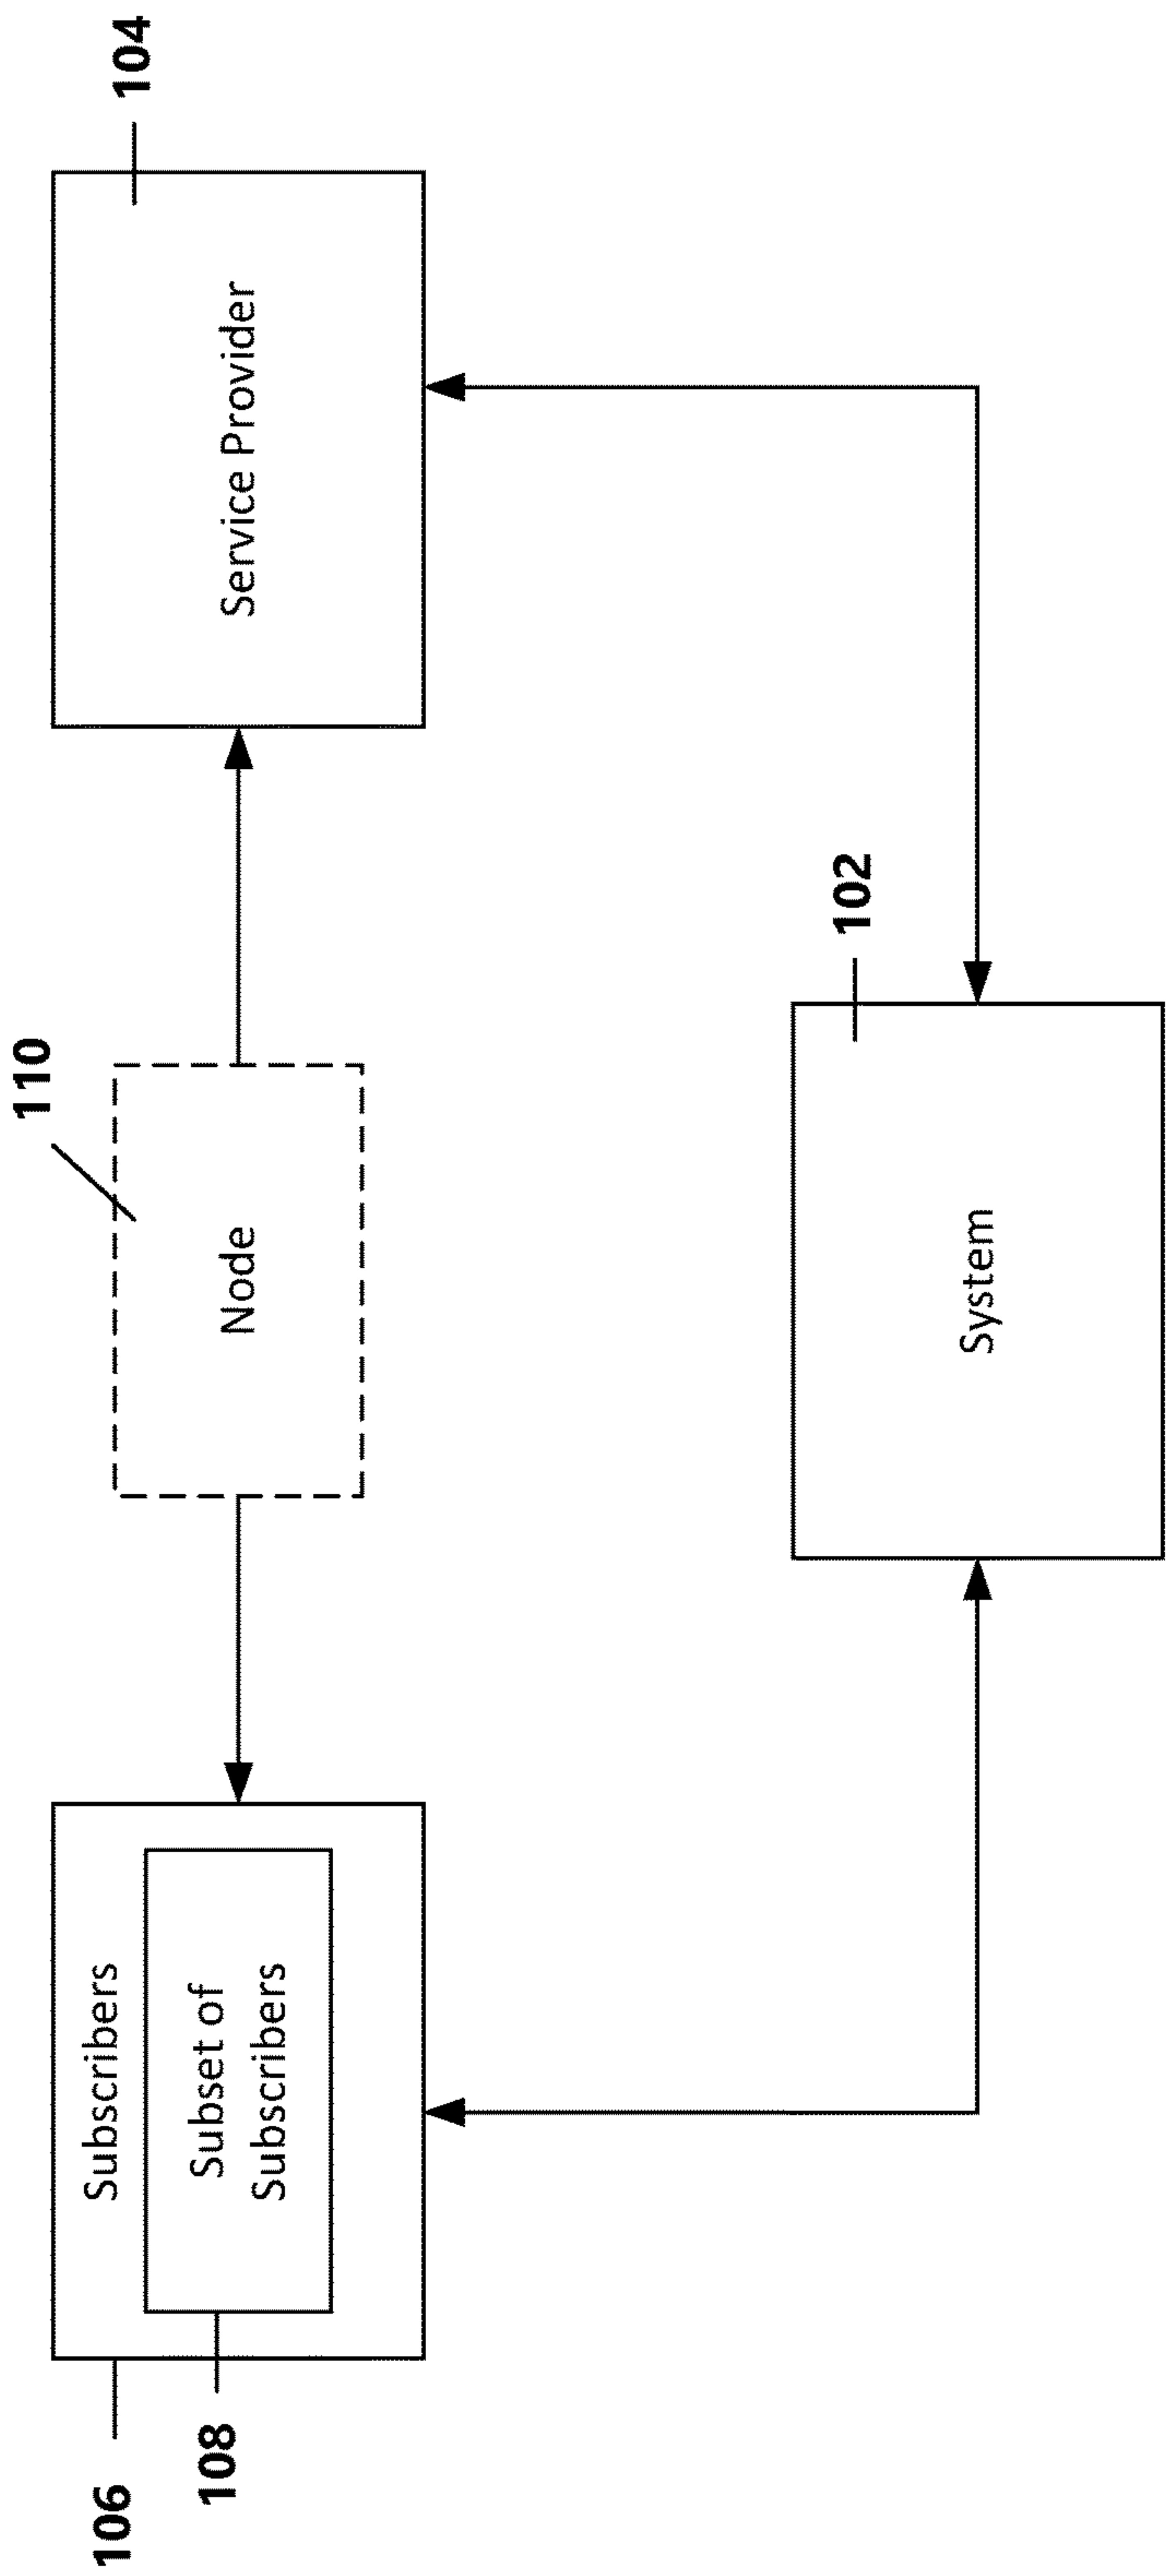 110
106
Subscribers
108
Subset of
Subscribers
Node
Service Provider
104
System
102